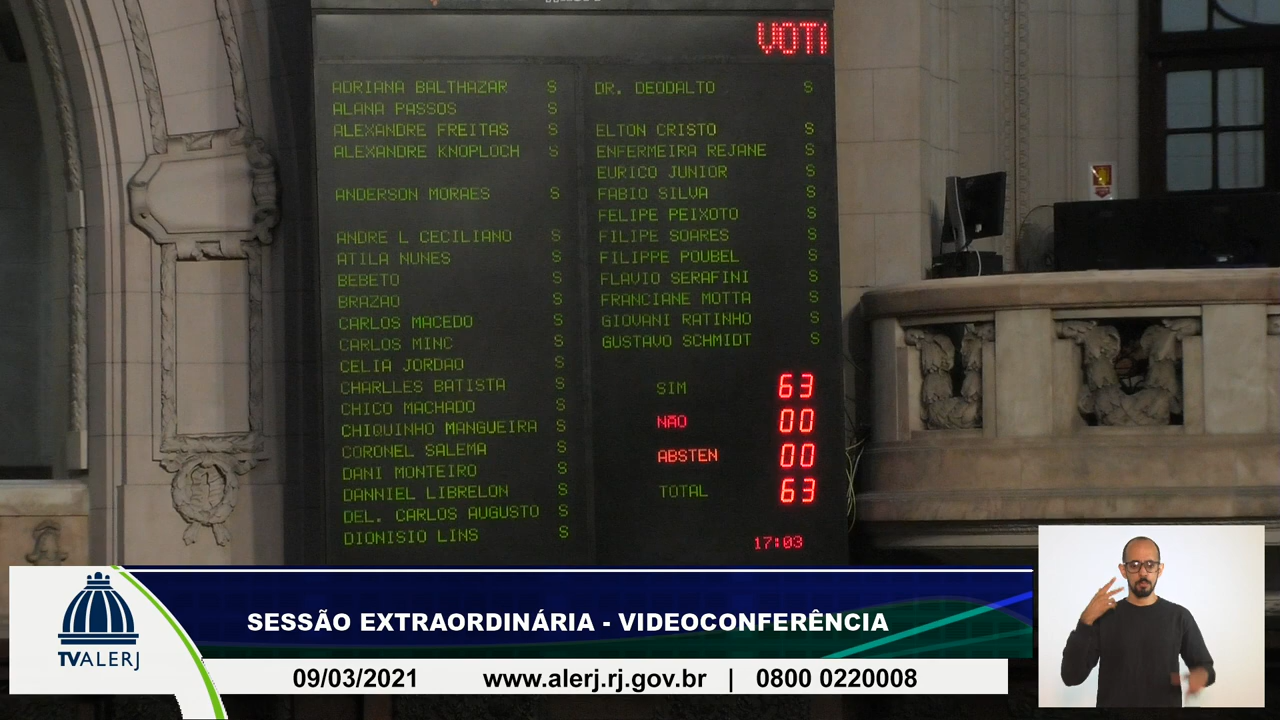 VOTI
ADRIANA BALTHAZAR S
ALANA PASSOS S
ALEXANDRE FREITAS S
ALEXANDRE KNOPLOCH S
ANDERSON MORAES S
ANDRE L CECILIANO S
ATILA NUNES S
BEBETO S
BRAZAO S
CARLOS MACEDO S
CARLOS MINC S
CELIA JORDAO S
CHARLLES BATISTA S
CHICO MACHADO S
CHIQUINHO MANGUEIRA S
CORONEL SALEMA S
DANI MONTEIRO S
DANNIEL LIBRELON S
DEL. CARLOS AUGUSTO S
DIONISIO LINS S
DR. DEODALTO S
ELTON CRISTO S
ENFERMEIRA REJANE S
EURICO JUNIOR S
FABIO SILVA S
FELIPE PEIXOTO S
FILIPE SOARES S
FILIPPE POUBEL S
FLAVIO SERAFINI S
FRANCIANE MOTTA S
GIOVANI RATINHO S
GUSTAVO SCHMIDT S
SIM 63
NÃO 00
ABSTEN 00
TOTAL 63
17:03
TVALERJ
SESSÃO EXTRAORDINÁRIA - VIDEOCONFERÊNCIA
09/03/2021 www.alerj.rj.gov.br | 0800 0220008